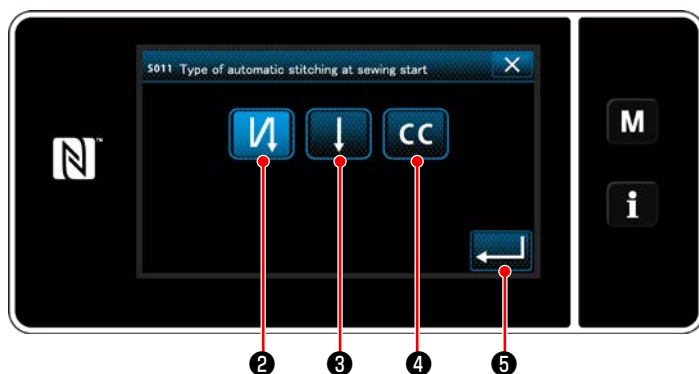 S011 Type of automatic stitching at sewing start
CC
M
i
❷ ❸ ❹ ❺